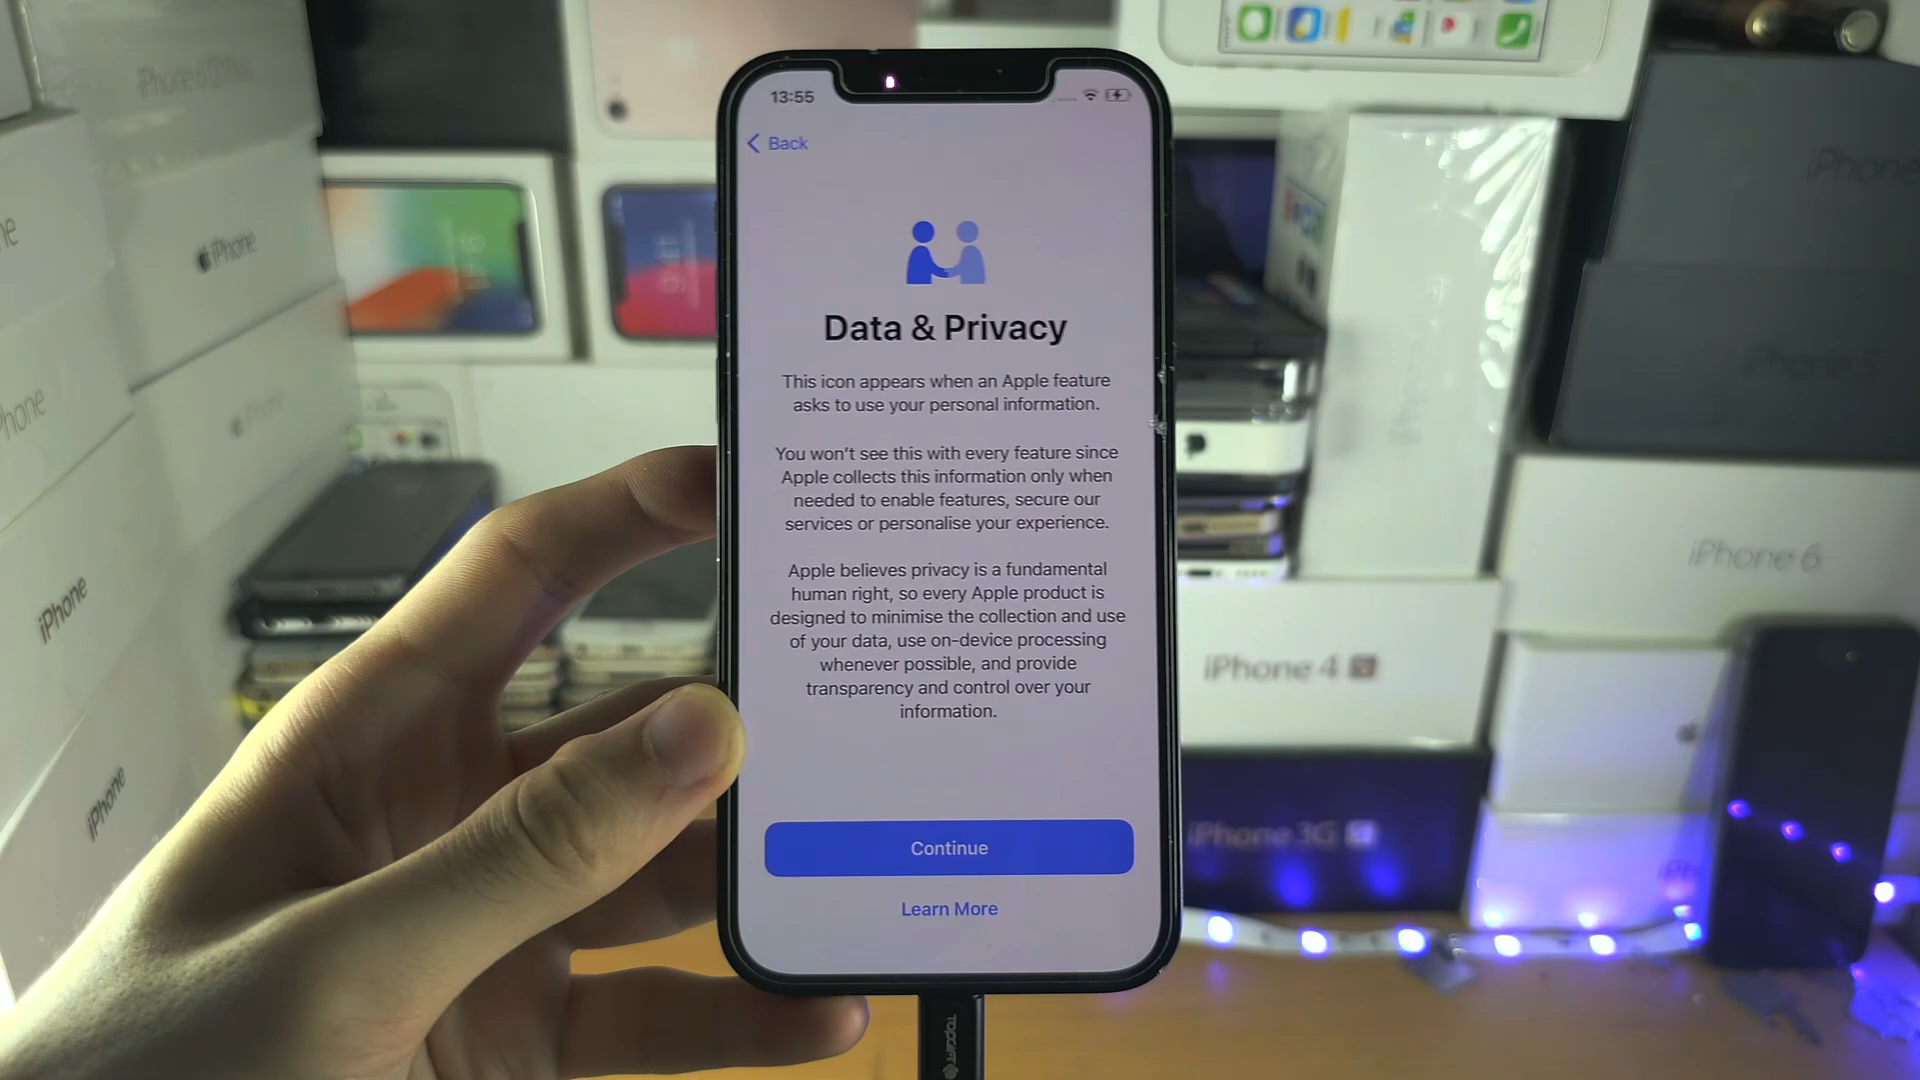 13:55
Back
Data & Privacy
This icon appears when an Apple feature
asks to use your personal information.
You won't see this with every feature since
Apple collects this information only when
needed to enable features, secure our
services or personalise your experience.
Apple believes privacy is a fundamental
human right, so every Apple product is
designed to minimise the collection and use
of your data, use on-device processing
whenever possible, and provide
transparency and control over your
information.
Continue
Learn More
iPhone
iPhone
iPhone
iPhone
iPhone
iPhone 6
iPhone 4 S
iPhone 3G S